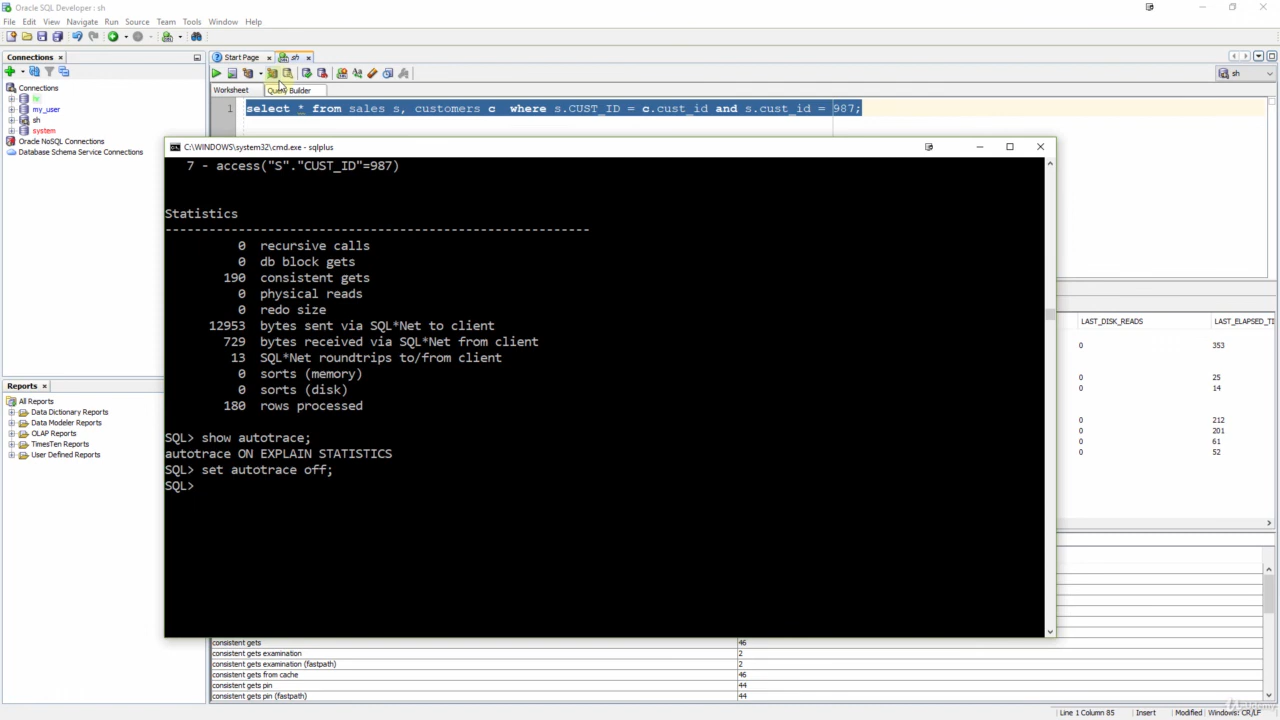 Oracle SQL Developer : sh
File Edit View Navigate Run Source Team Tools Window Help
Connections
Start Page
sh
sh
Worksheet Query Builder
Connections
hr
my_user
sh
system
Oracle NoSQL Connections
Database Schema Service Connections
1 select * from sales s, customers c where s.CUST_ID = c.cust_id and s.cust_id = 987;
C:\WINDOWS\system32\cmd.exe - sqlplus
7 - access("S"."CUST_ID"=987)
Statistics
----------------------------------------------------------
0 recursive calls
0 db block gets
190 consistent gets
0 physical reads
0 redo size
12953 bytes sent via SQL*Net to client
729 bytes received via SQL*Net from client
13 SQL*Net roundtrips to/from client
0 sorts (memory)
0 sorts (disk)
180 rows processed
SQL> show autotrace;
autotrace ON EXPLAIN STATISTICS
SQL> set autotrace off;
SQL>
LAST_DISK_READS LAST_ELAPSED_TI
0 353
0 25
0 14
0 212
0 201
0 61
0 52
Reports
All Reports
Data Dictionary Reports
Data Modeler Reports
OLAP Reports
TimesTen Reports
User Defined Reports
consistent gets 46
consistent gets examination 2
consistent gets examination (fastpath) 2
consistent gets from cache 46
consistent gets pin 44
consistent gets pin (fastpath) 44
Line 1 Column 85 Insert Modified Windows: CR/LF